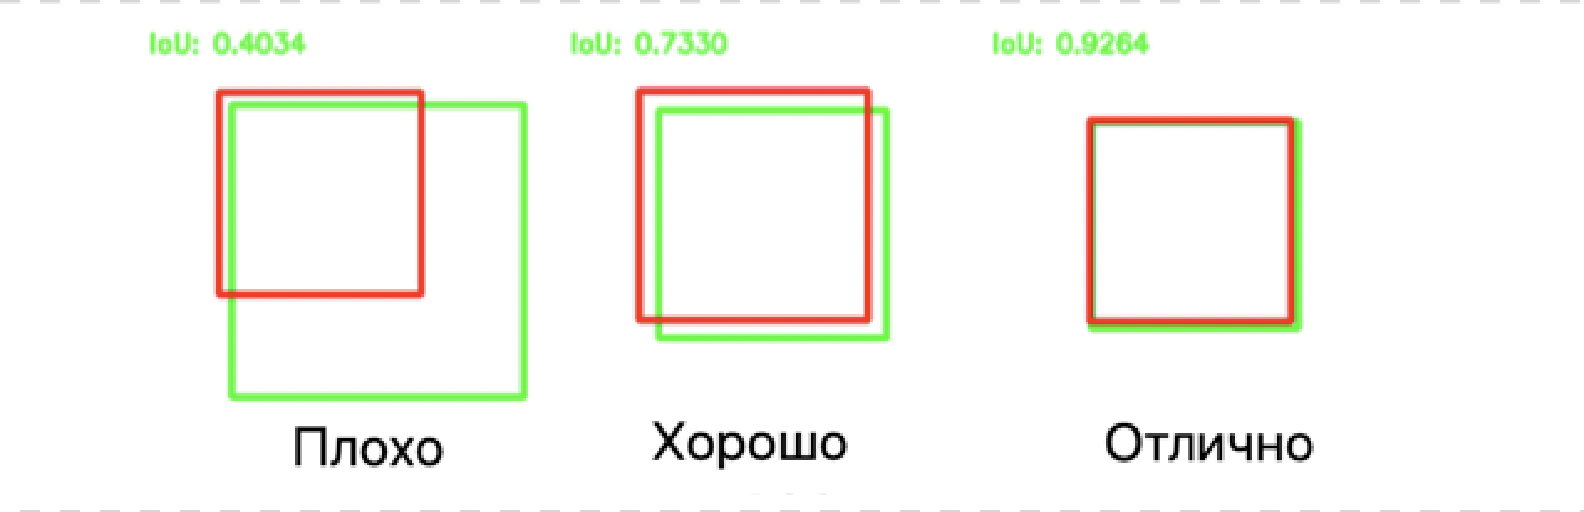 IoU: 0.4034
IoU: 0.7330
IoU: 0.9264
Плохо
Хорошо
Отлично